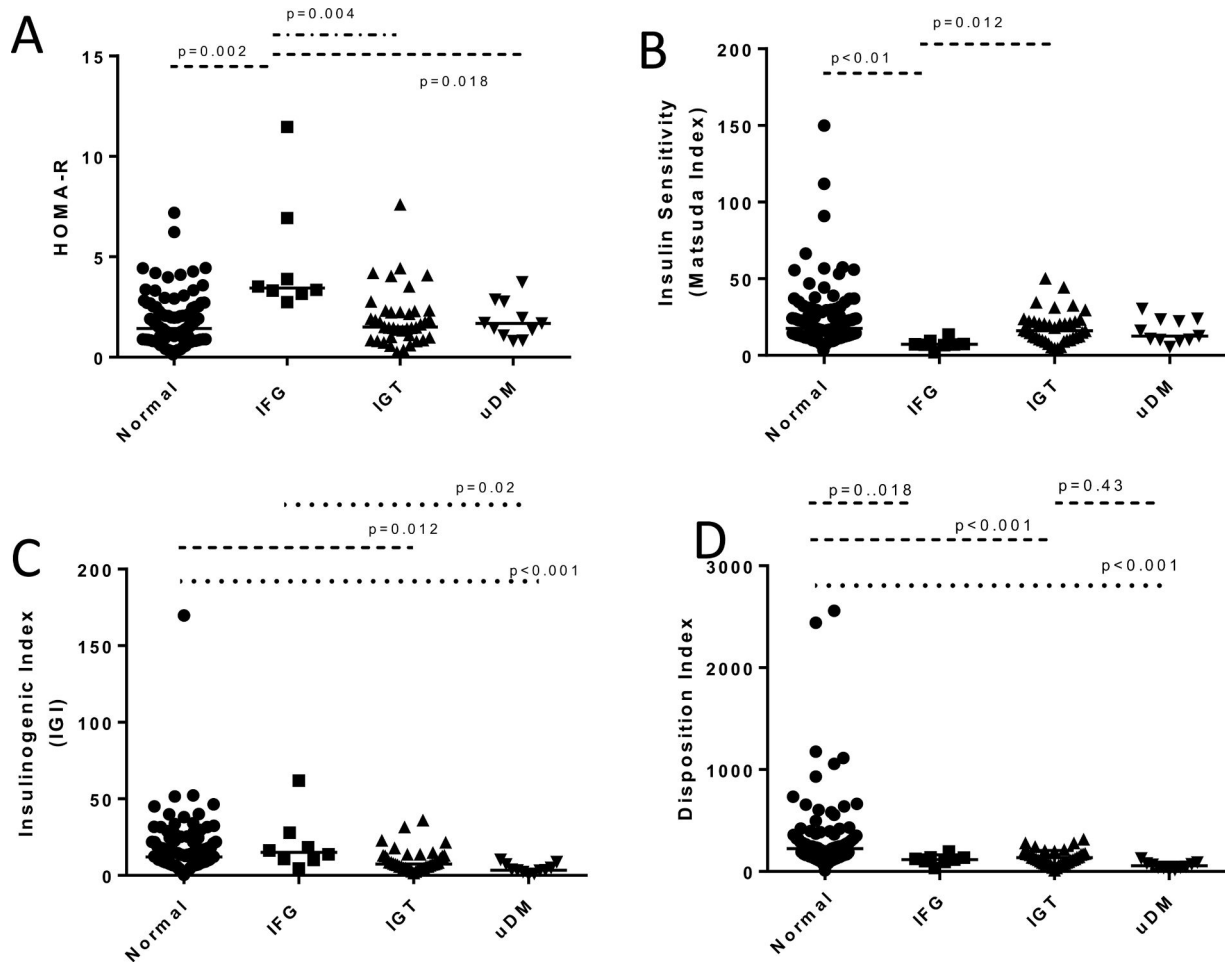 A
p=0.004
p=0.002
p=0.018
15
10
5
0
HOMA-R
Normal
IFG
IGT
uDM
B
p=0.012
p<0.01
200
150
100
50
0
Insulin Sensitivity
(Matsuda Index)
Normal
IFG
IGT
uDM
C
p=0.02
p=0.012
p<0.001
200
150
100
50
0
Insulinogenic Index
(IGI)
Normal
IFG
IGT
uDM
D
p=0..018
p=0.43
p<0.001
p<0.001
3000
2000
1000
0
Disposition Index
Normal
IFG
IGT
uDM